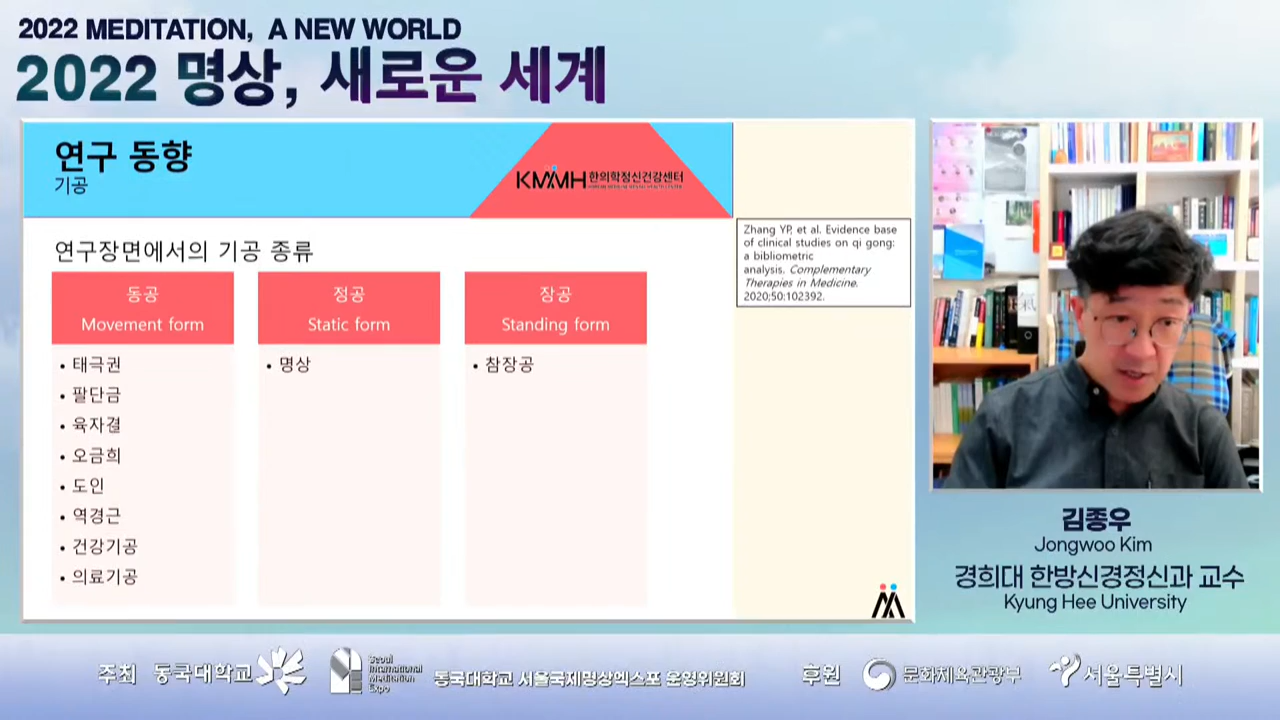 2022 MEDITATION, A NEW WORLD
2022 명상, 새로운 세계
연구 동향
기공
KMMH 한의학정신건강센터
KOREAN MEDICINE MENTAL HEALTH CENTER
연구장면에서의 기공 종류
동공
Movement form
• 태극권
• 팔단금
• 육자결
• 오금희
• 도인
• 역경근
• 건강기공
• 의료기공
정공
Static form
• 명상
장공
Standing form
• 참장공
Zhang YP, et al. Evidence base
of clinical studies on qi gong:
a bibliometric
analysis. Complementary
Therapies in Medicine.
2020;50:102392.
김종우
Jongwoo Kim
경희대 한방신경정신과 교수
Kyung Hee University
주최 동국대학교
Seoul
International
Meditation
Expo
동국대학교 서울국제명상엑스포 운영위원회
후원 문화체육관광부 서울특별시